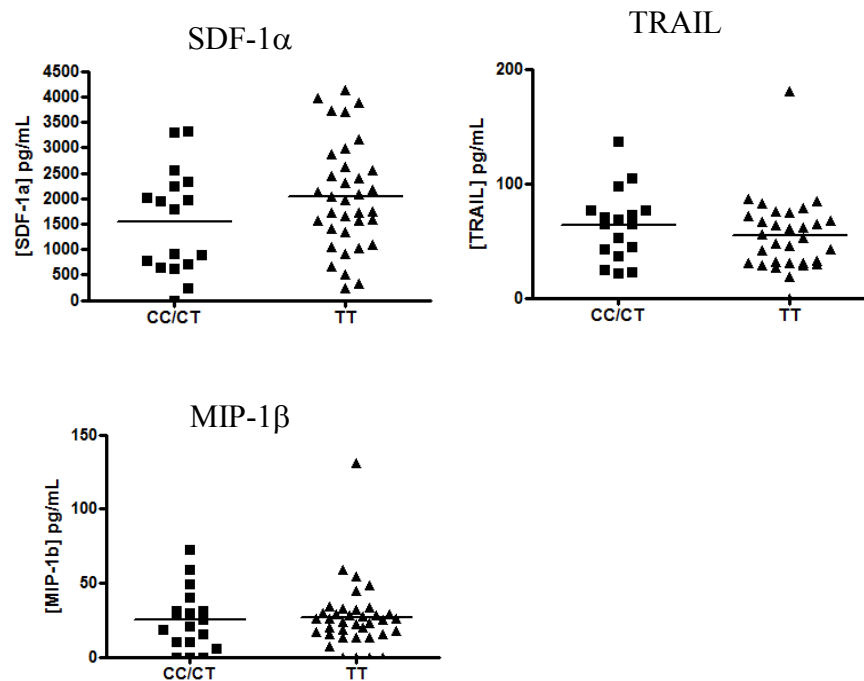 SDF-1α
[SDF-1a] pg/mL
4500
4000
3500
3000
2500
2000
1500
1000
500
0
CC/CT
TT
TRAIL
[TRAIL] pg/mL
200
100
0
CC/CT
TT
MIP-1β
[MIP-1b] pg/mL
150
100
50
0
CC/CT
TT